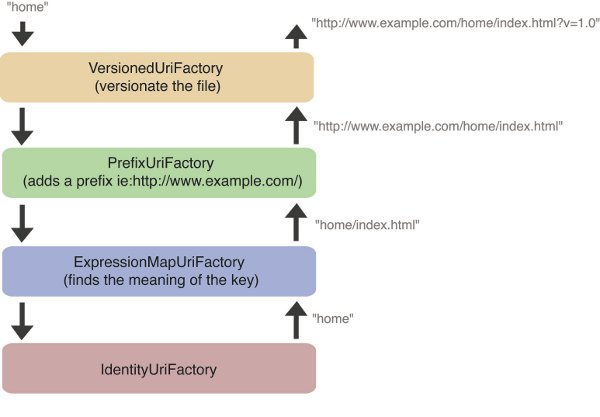 "home"
"http://www.example.com/home/index.html?v=1.0"
VersionedUriFactory
(versionate the file)
"http://www.example.com/home/index.html"
PrefixUriFactory
(adds a prefix ie:http://www.example.com/)
"home/index.html"
ExpressionMapUriFactory
(finds the meaning of the key)
"home"
IdentityUriFactory